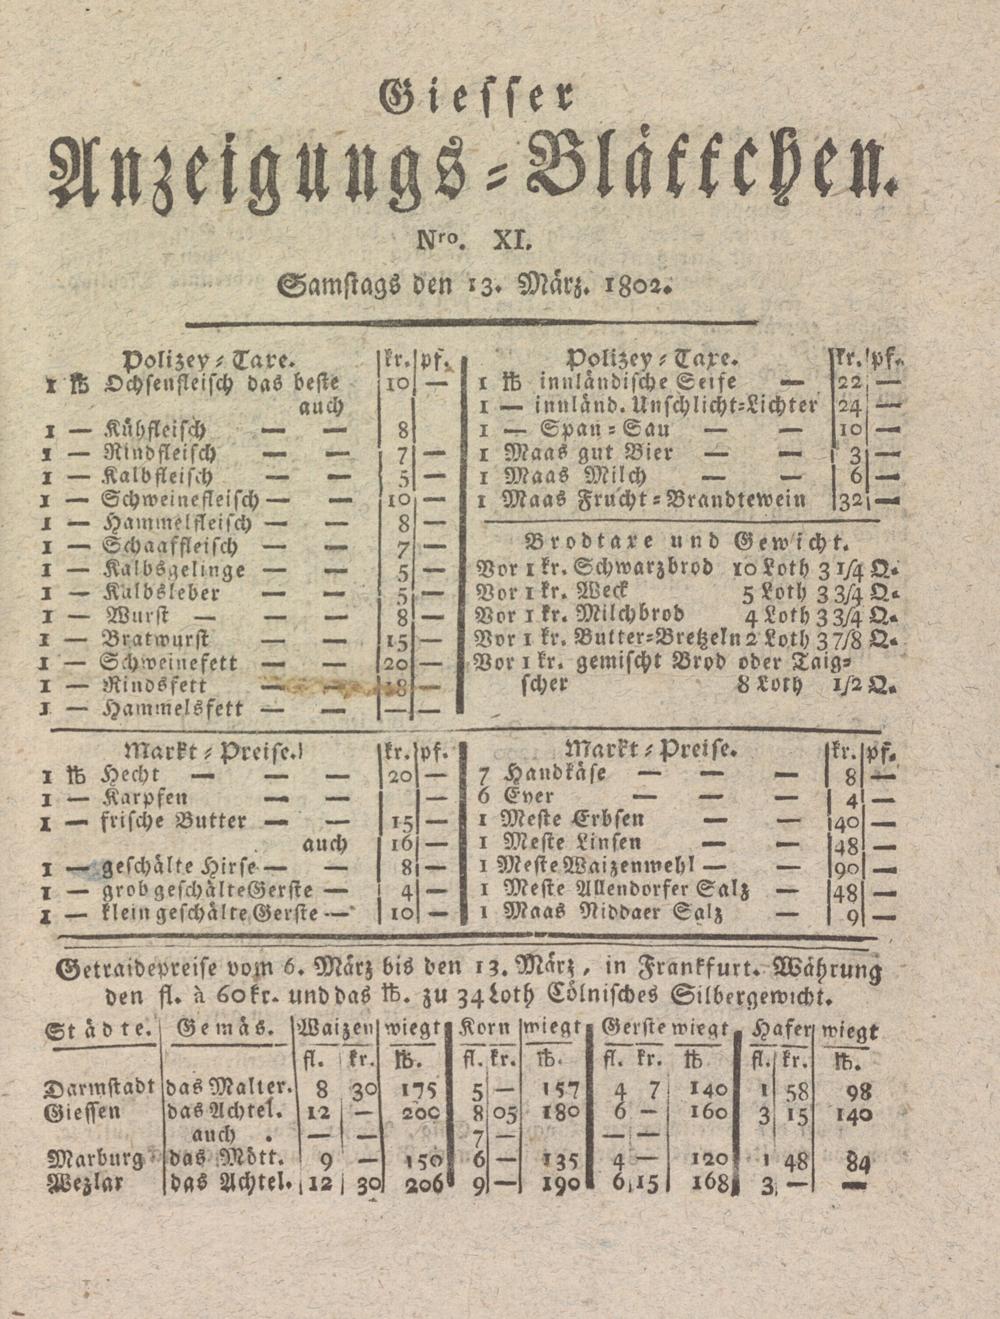 Giesser
Anzeigungs-Blättchen.
Nro. XI.
Samstags den 13. März. 1802.
Polizey-Taxe. kr. pf.
1 ℔ Ochsenfleisch das beste 10 —
auch
1 — Kühfleisch — — 8
1 — Rindfleisch — — 7 —
1 — Kalbfleisch — — 5 —
1 — Schweinefleisch — — 10 —
1 — Hammelfleisch — — 8 —
1 — Schaaffleisch — — 7 —
1 — Kalbsgelinge — — 5 —
1 — Kalbsleber — — 5 —
1 — Wurst — — 8 —
1 — Bratwurst — — 15 —
1 — Schweinefett — — 20 —
1 — Rindsfett — — 18 —
1 — Hammelsfett — — — —
Polizey-Taxe. kr. pf.
1 ℔ innländische Seife — 22 —
1 — innländ. Unschlicht-Lichter 24 —
1 — Span-Sau — — 10 —
1 Maas gut Bier — — 3 —
1 Maas Milch — — 6 —
1 Maas Frucht-Brandtewein 32 —
Brodtaxe und Gewicht.
Vor 1 kr. Schwarzbrod 10 Loth 3 1/4 Q.
Vor 1 kr. Weck 5 Loth 3 3/4 Q.
Vor 1 kr. Milchbrod 4 Loth 3 3/4 Q.
Vor 1 kr. Butter-Bretzeln 2 Loth 3 7/8 Q.
Vor 1 kr. gemischt Brod oder Taig-
scher 8 Loth 1/2 Q.
Markt-Preise. kr. pf.
1 ℔ Hecht — — — 20 —
1 — Karpfen — — —
1 — frische Butter — — 15 —
auch 16 —
1 — geschälte Hirse — — 8 —
1 — grob geschälte Gerste — 4 —
1 — klein geschälte Gerste — 10 —
Markt-Preise. kr. pf.
7 Handkäse — — — 8 —
6 Eyer — — — 4 —
1 Meste Erbsen — — 40 —
1 Meste Linsen — — 48 —
1 Meste Waizenmehl — — 90 —
1 Meste Allendorfer Salz — 48 —
1 Maas Niddaer Salz — 9 —
Getraidepreise vom 6. März bis den 13. März, in Frankfurt. Währung
den fl. à 60 kr. und das ℔. zu 34 Loth Cölnisches Silbergewicht.
Städte. Gemäs. Waizen wiegt Korn wiegt Gerste wiegt Hafer wiegt
fl. kr. ℔. fl. kr. ℔. fl. kr. ℔ fl. kr. ℔.
Darmstadt das Malter. 8 30 175 5 — 157 4 7 140 1 58 98
Giessen das Achtel. 12 — 200 8 05 180 6 — 160 3 15 140
auch . — — 7 — — —
Marburg das Mött. 9 — 150 6 — 135 4 — 120 1 48 84
Wezlar das Achtel. 12 30 206 9 — 190 6 15 168 3 — —